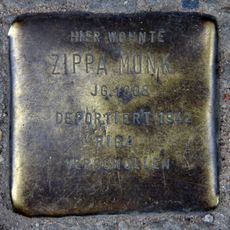 HIER WOHNTE
ZIPPA MUNK
JG. 1908
DEPORTIERT 1942
RIGA
VERSCHOLLEN